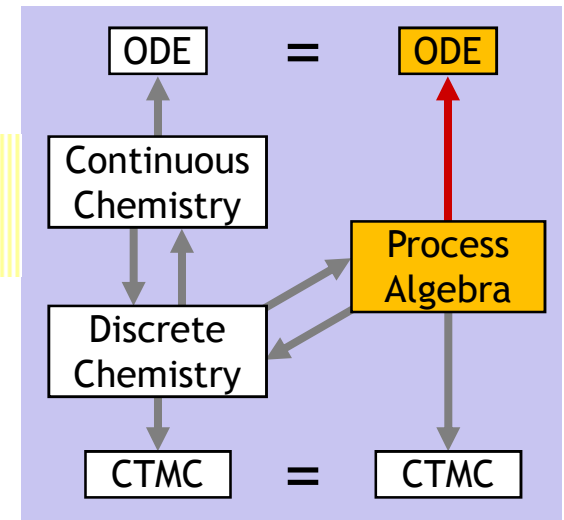 ODE = ODE
Continuous
Chemistry
Process
Algebra
Discrete
Chemistry
CTMC = CTMC